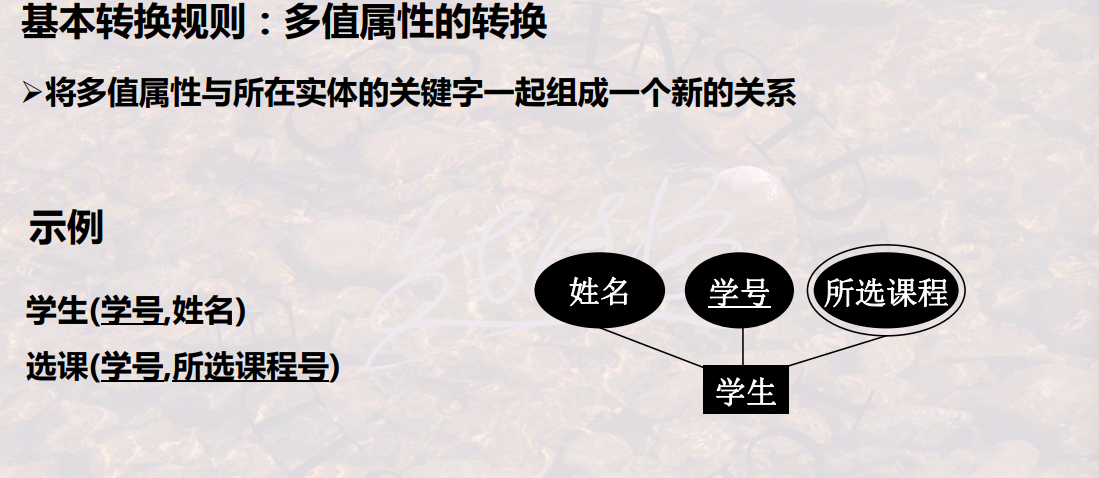 基本转换规则：多值属性的转换
➢将多值属性与所在实体的关键字一起组成一个新的关系
示例
学生(学号,姓名)
选课(学号,所选课程号)
姓名
学号
所选课程
学生